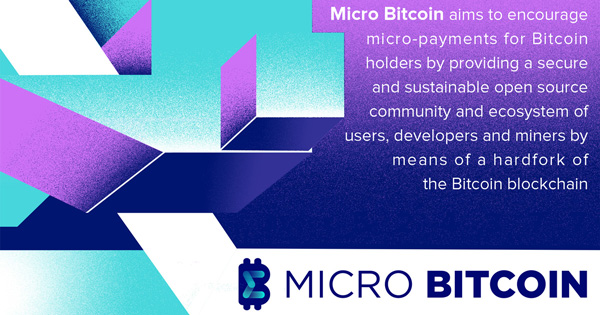 Micro Bitcoin aims to encourage
micro-payments for Bitcoin
holders by providing a secure
and sustainable open source
community and ecosystem of
users, developers and miners by
means of a hardfork of
the Bitcoin blockchain
MICRO BITCOIN